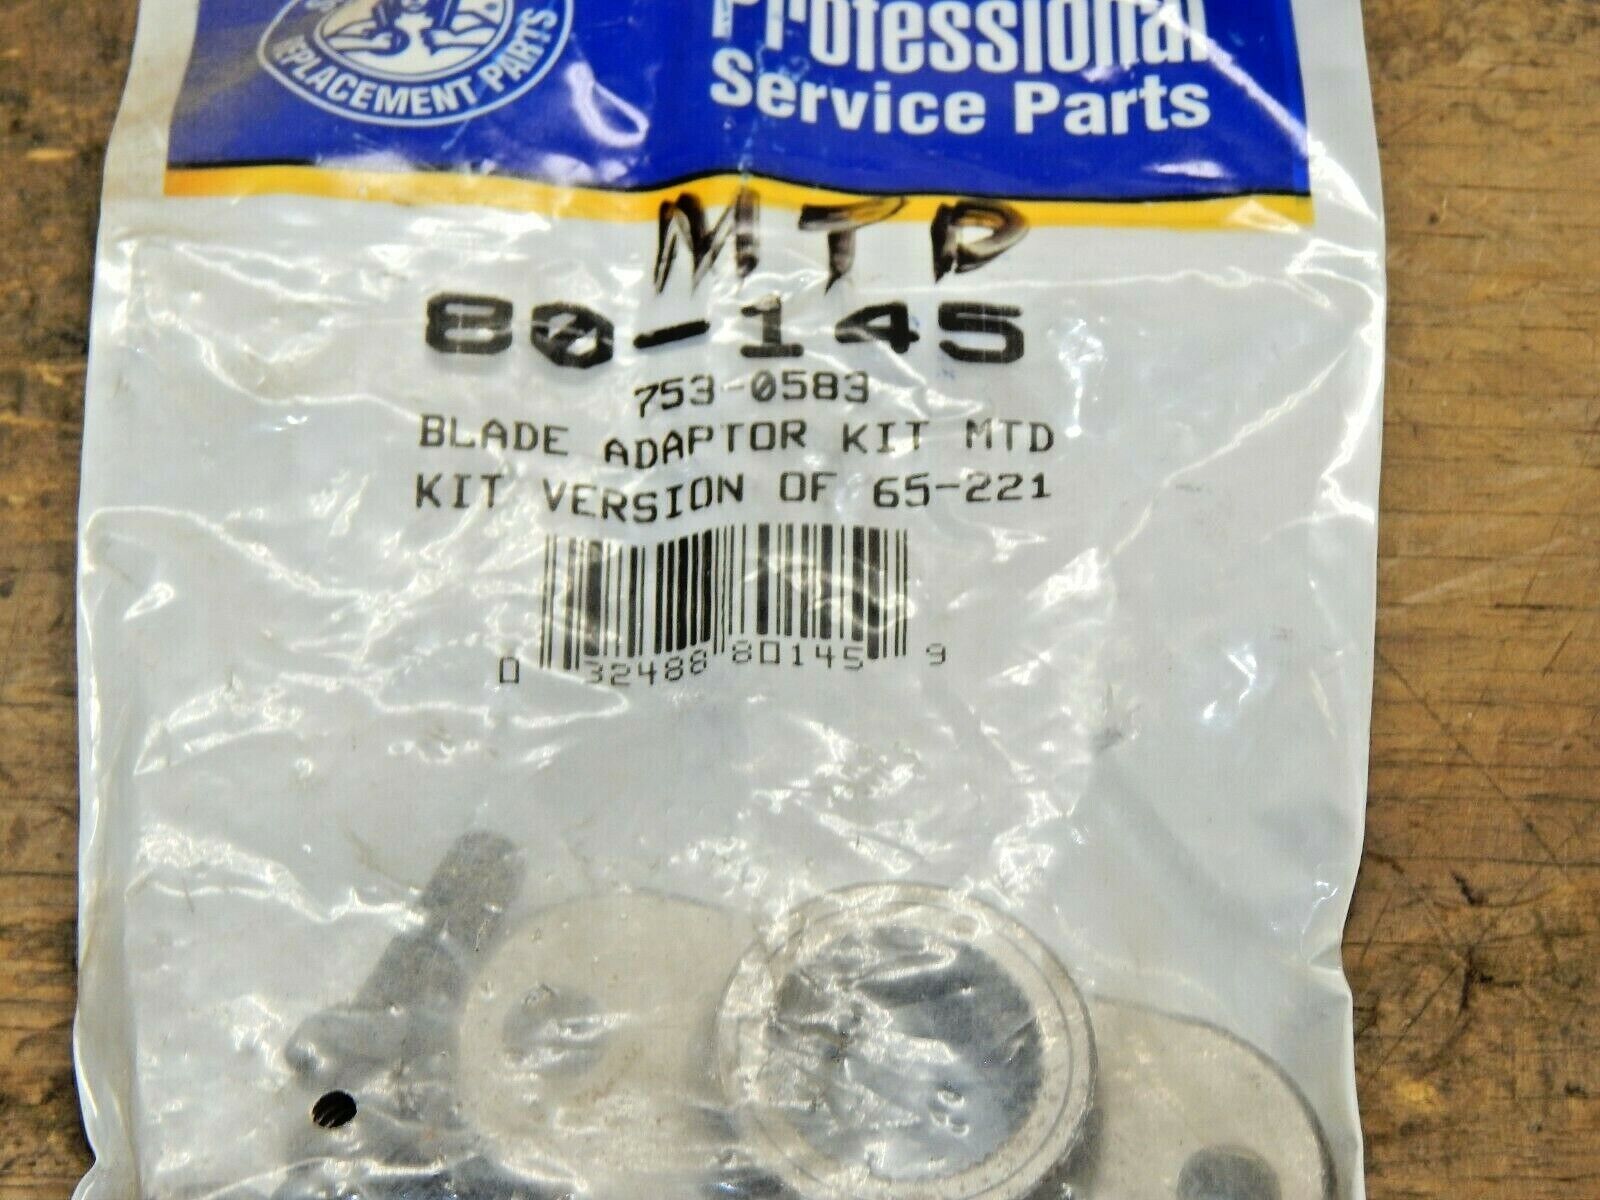 REPLACEMENT PARTS
Professional
Service Parts
MTD
80-145
753-0583
BLADE ADAPTOR KIT MTD
KIT VERSION OF 65-221
0 32488 80145 9